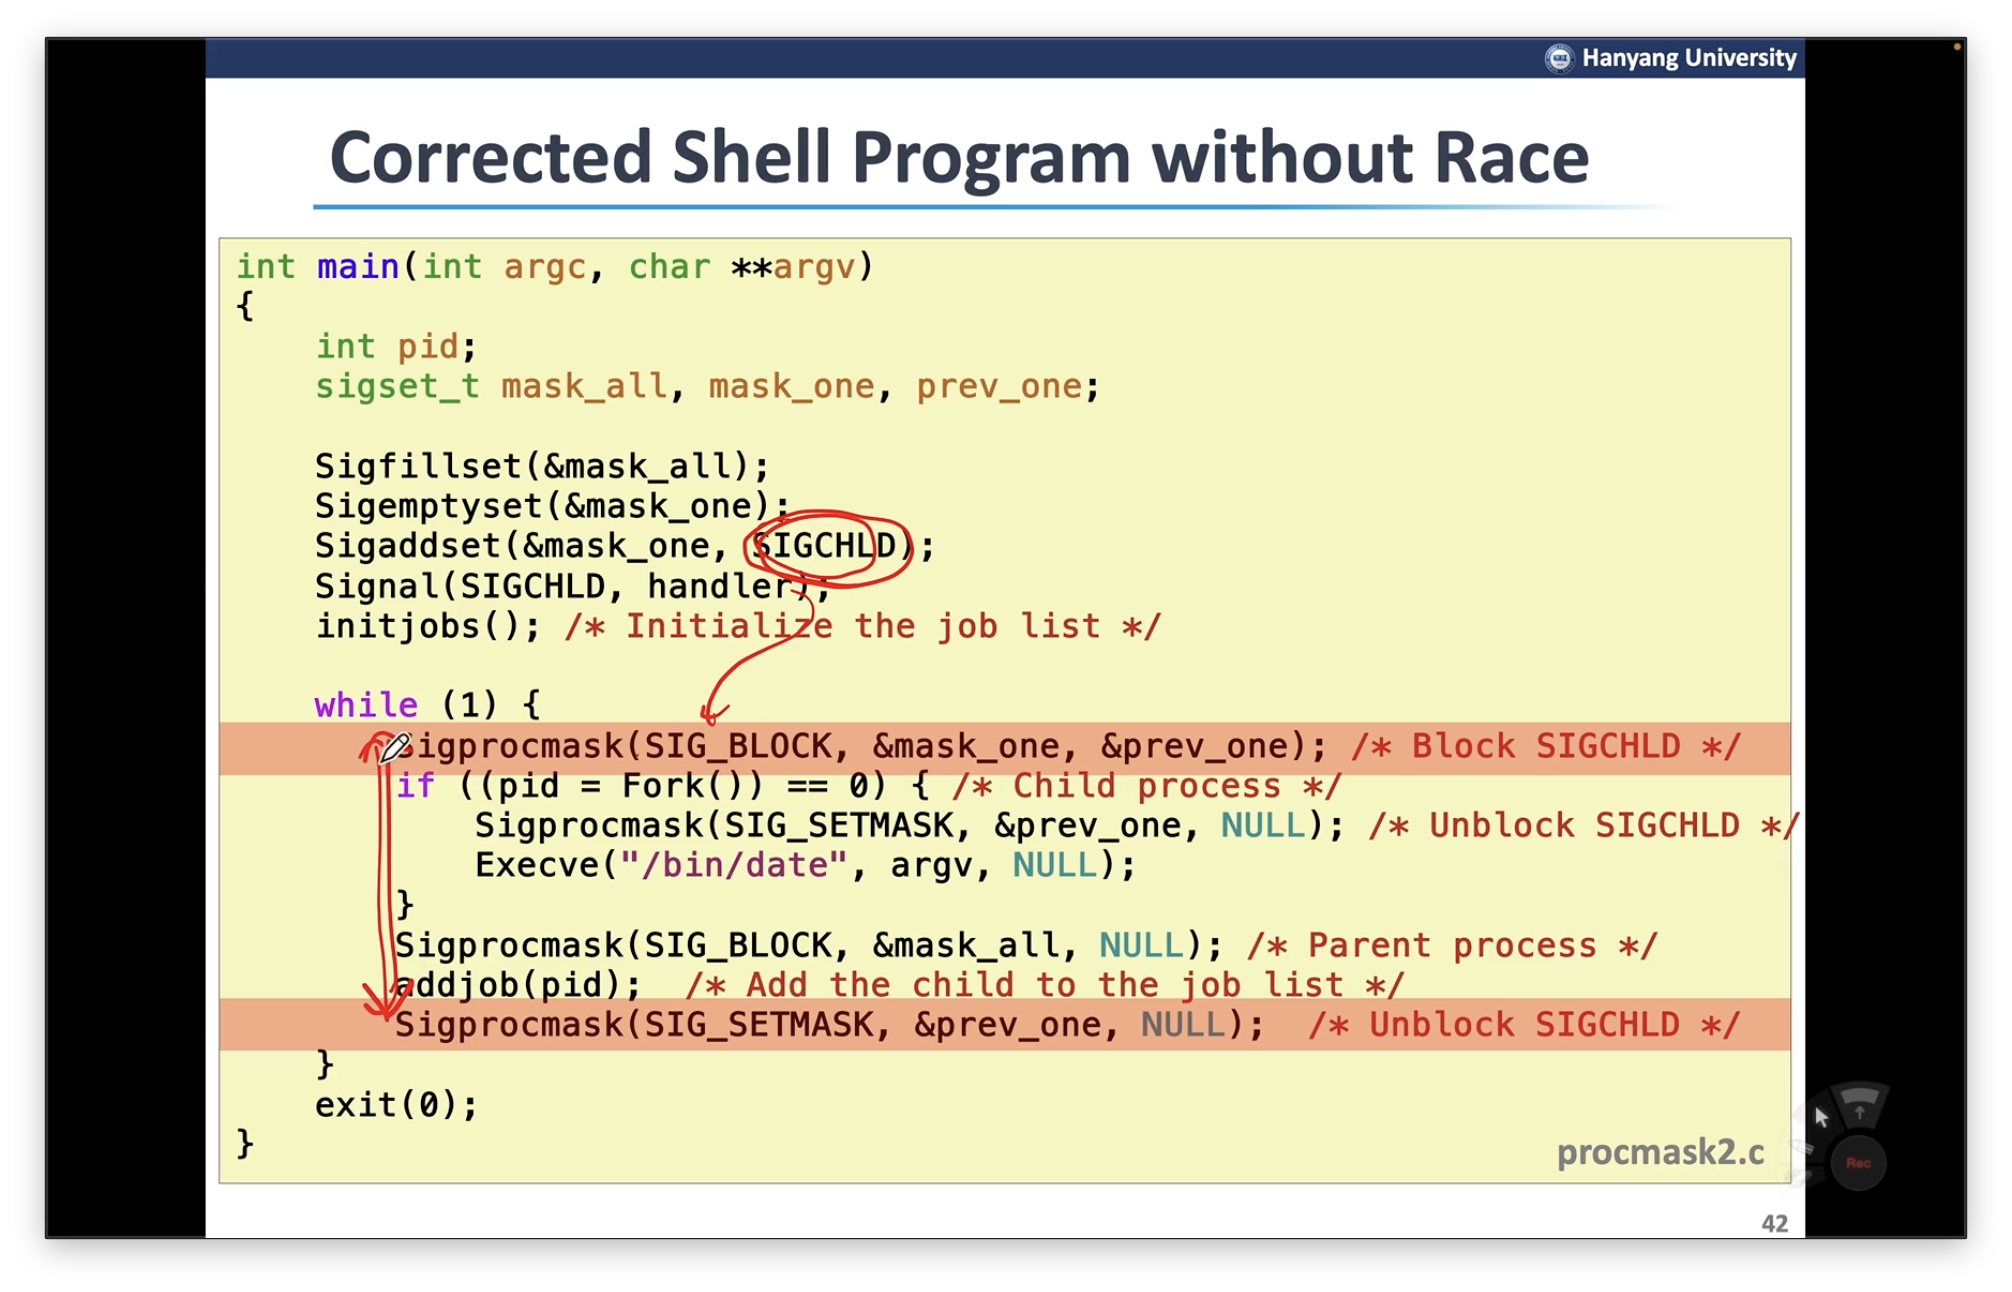 Hanyang University
Corrected Shell Program without Race
int main(int argc, char **argv)
{
    int pid;
    sigset_t mask_all, mask_one, prev_one;

    Sigfillset(&mask_all);
    Sigemptyset(&mask_one);
    Sigaddset(&mask_one, SIGCHLD);
    Signal(SIGCHLD, handler);
    initjobs(); /* Initialize the job list */

    while (1) {
        Sigprocmask(SIG_BLOCK, &mask_one, &prev_one); /* Block SIGCHLD */
        if ((pid = Fork()) == 0) { /* Child process */
            Sigprocmask(SIG_SETMASK, &prev_one, NULL); /* Unblock SIGCHLD */
            Execve("/bin/date", argv, NULL);
        }
        Sigprocmask(SIG_BLOCK, &mask_all, NULL); /* Parent process */
        addjob(pid);  /* Add the child to the job list */
        Sigprocmask(SIG_SETMASK, &prev_one, NULL);  /* Unblock SIGCHLD */
    }
    exit(0);
}
procmask2.c
Rec
42